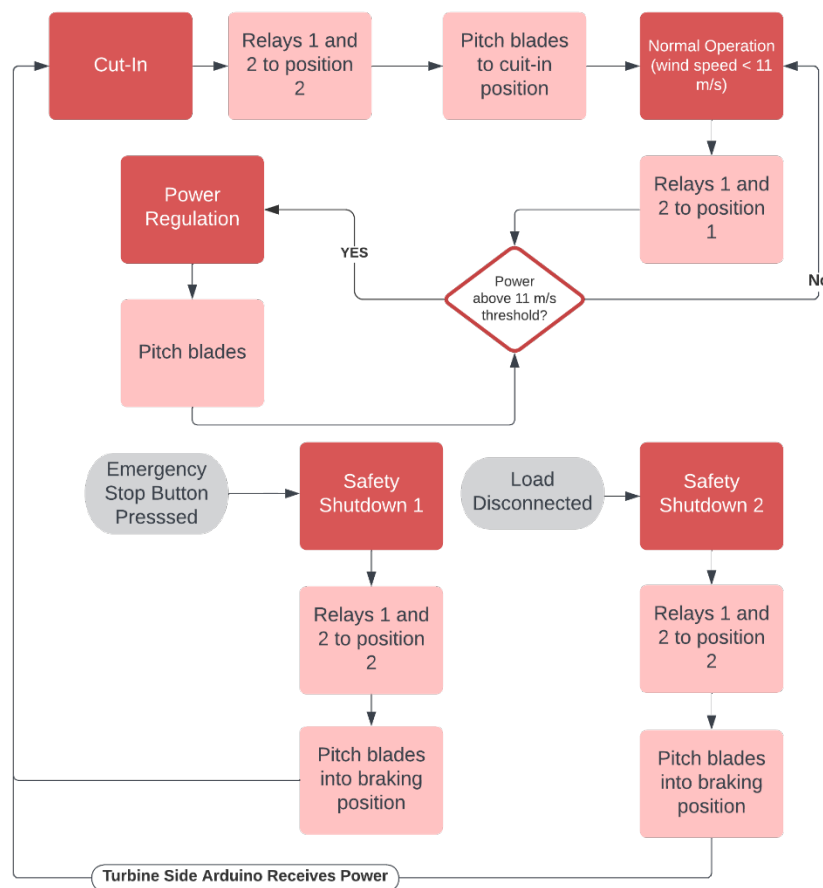 Cut-In
Relays 1 and
2 to position
2
Pitch blades
to cuit-in
position
Normal Operation
(wind speed < 11
m/s)
Power
Regulation
Relays 1 and
2 to position
1
YES
Power
above 11 m/s
threshold?
No
Pitch blades
Emergency
Stop Button
Presssed
Safety
Shutdown 1
Load
Disconnected
Safety
Shutdown 2
Relays 1 and
2 to position
2
Relays 1 and
2 to position
2
Pitch blades
into braking
position
Pitch blades
into braking
position
Turbine Side Arduino Receives Power